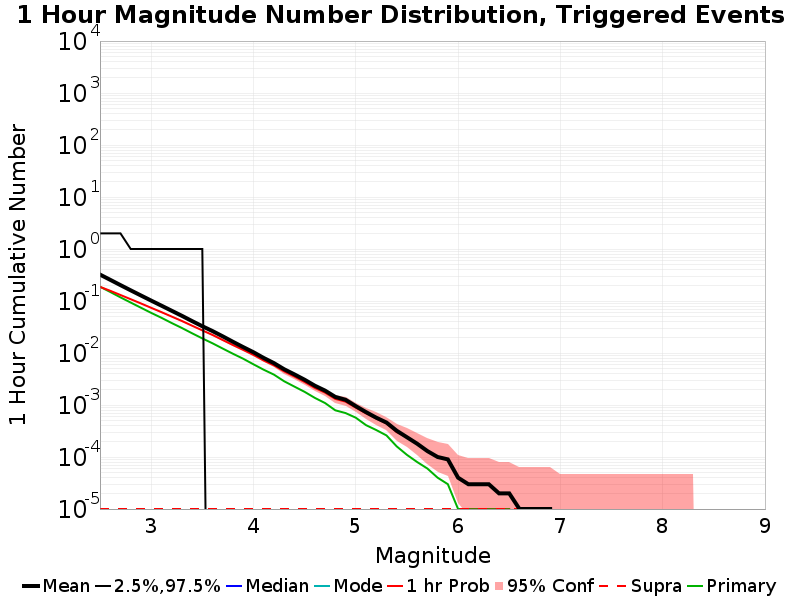 1 Hour Magnitude Number Distribution, Triggered Events
1 Hour Cumulative Number
10^4
10^3
10^2
10^1
10^0
10^-1
10^-2
10^-3
10^-4
10^-5
3 4 5 6 7 8 9
Magnitude
Mean 2.5%,97.5% Median Mode 1 hr Prob 95% Conf Supra Primary